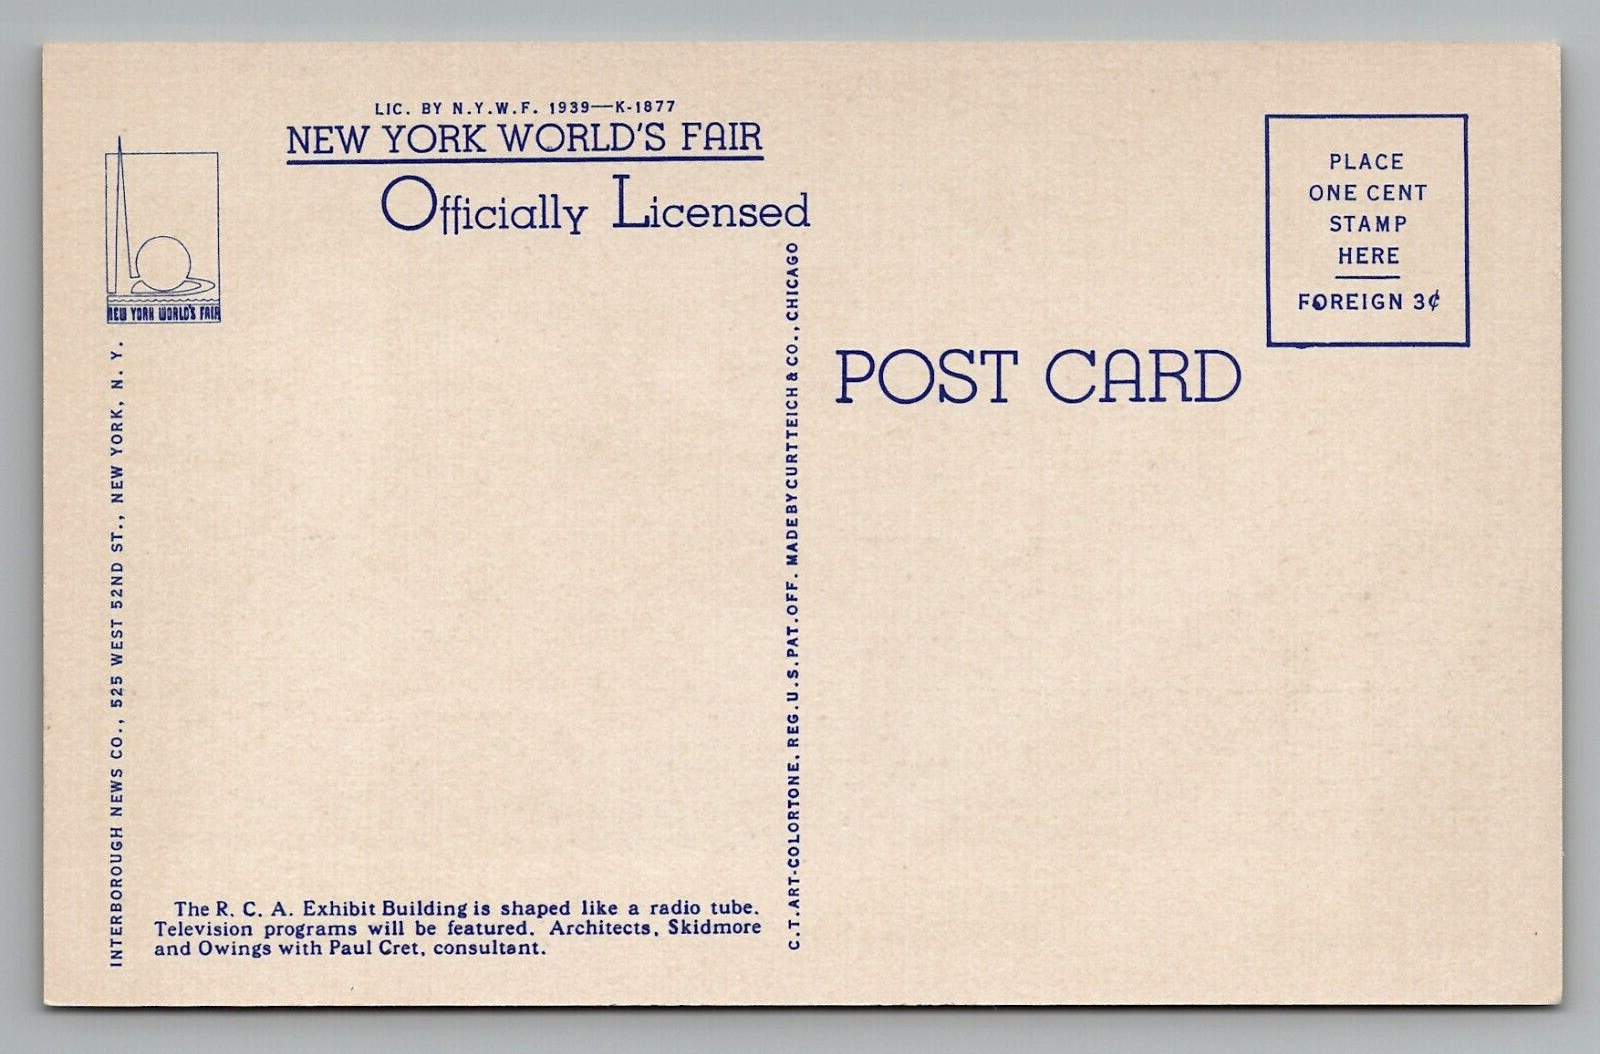 LIC. BY N.Y.W.F. 1939—K-1877
NEW YORK WORLD'S FAIR
Officially Licensed
NEW YORK WORLD'S FAIR
INTERBOROUGH NEWS CO., 525 WEST 52ND ST., NEW YORK, N. Y.
The R. C. A. Exhibit Building is shaped like a radio tube.
Television programs will be featured. Architects, Skidmore
and Owings with Paul Cret, consultant.
C.T. ART-COLORTONE, REG. U.S. PAT. OFF. MADE BY CURT TEICH & CO., CHICAGO
POST CARD
PLACE
ONE CENT
STAMP
HERE
FOREIGN 3¢